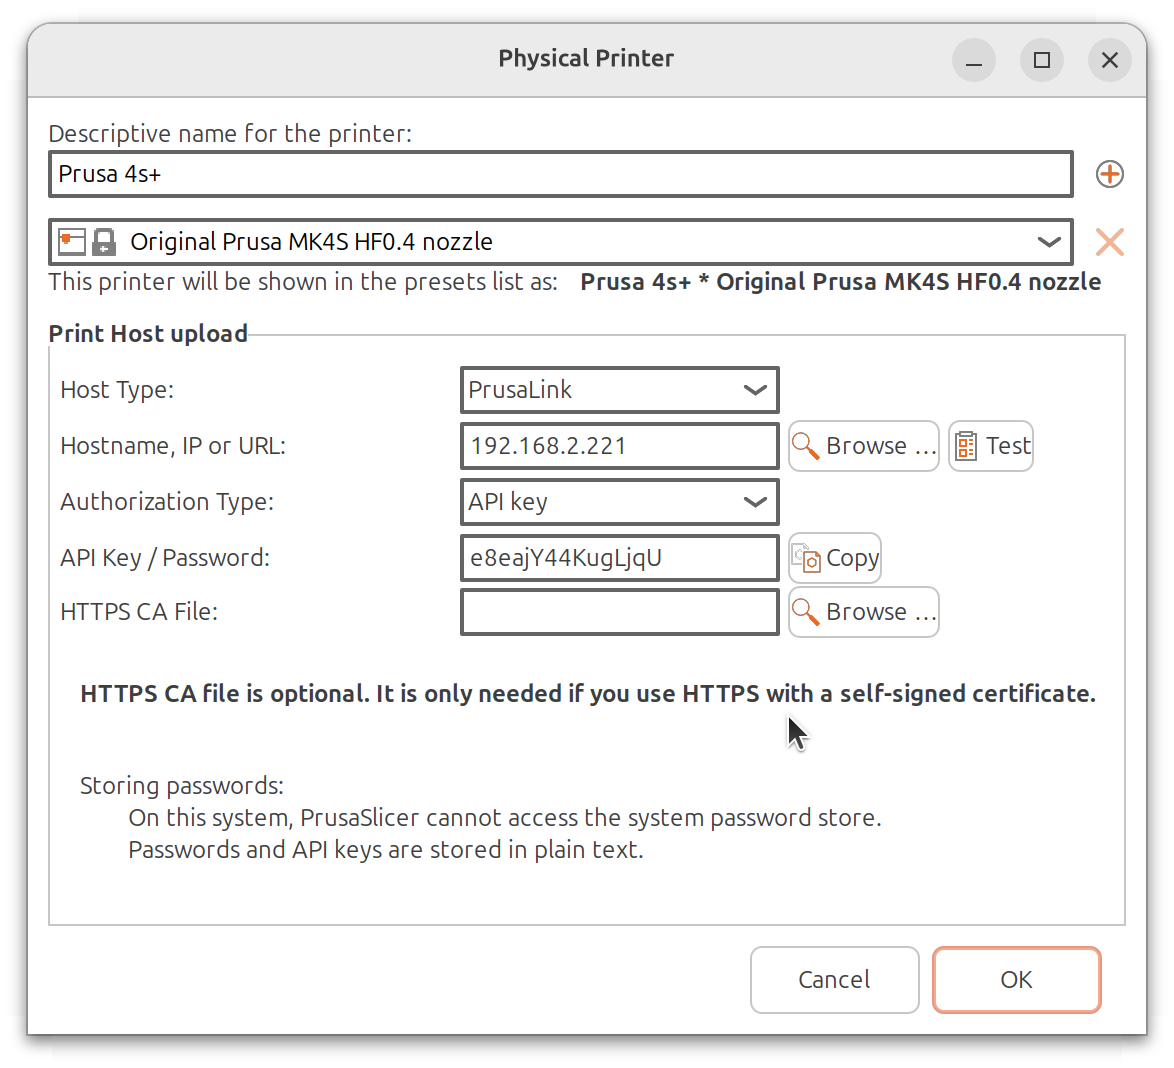 Physical Printer
Descriptive name for the printer:
Prusa 4s+
Original Prusa MK4S HF0.4 nozzle
This printer will be shown in the presets list as: Prusa 4s+ * Original Prusa MK4S HF0.4 nozzle
Print Host upload
Host Type: PrusaLink
Hostname, IP or URL: 192.168.2.221 Browse ... Test
Authorization Type: API key
API Key / Password: e8eajY44KugLjqU Copy
HTTPS CA File: Browse ...
HTTPS CA file is optional. It is only needed if you use HTTPS with a self-signed certificate.
Storing passwords:
On this system, PrusaSlicer cannot access the system password store.
Passwords and API keys are stored in plain text.
Cancel OK